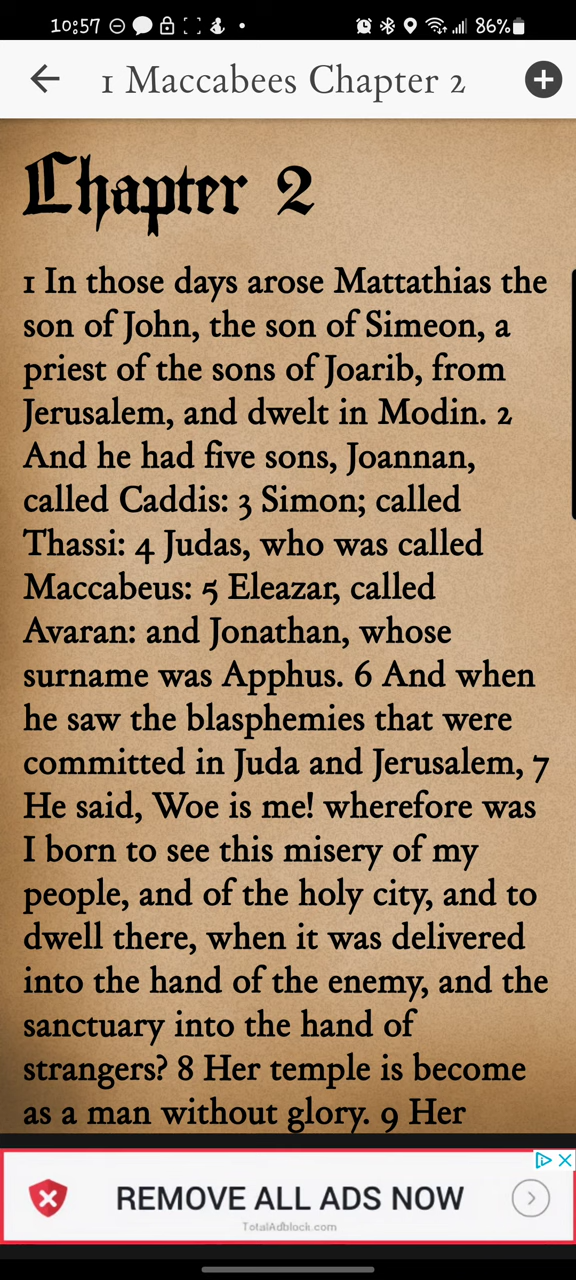 10:57
86%
1 Maccabees Chapter 2
Chapter 2
1 In those days arose Mattathias the
son of John, the son of Simeon, a
priest of the sons of Joarib, from
Jerusalem, and dwelt in Modin. 2
And he had five sons, Joannan,
called Caddis: 3 Simon; called
Thassi: 4 Judas, who was called
Maccabeus: 5 Eleazar, called
Avaran: and Jonathan, whose
surname was Apphus. 6 And when
he saw the blasphemies that were
committed in Juda and Jerusalem, 7
He said, Woe is me! wherefore was
I born to see this misery of my
people, and of the holy city, and to
dwell there, when it was delivered
into the hand of the enemy, and the
sanctuary into the hand of
strangers? 8 Her temple is become
as a man without glory. 9 Her
REMOVE ALL ADS NOW
TotalAdblock.com